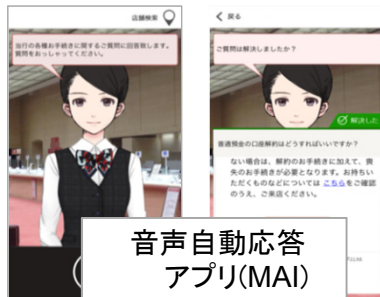 店舗検索
当行の各種お手続きに関するご質問に回答致します。
質問をおっしゃってください。
戻る
ご質問は解決しましたか?
解決した
普通預金の口座解約はどうすればいいですか?
ない場合は、解約のお手続きに加えて、喪
失のお手続きが必要となります。お持ちい
ただくものなどについては こちらをご確認
のうえ、ご来店ください。
音声自動応答
アプリ(MAI)